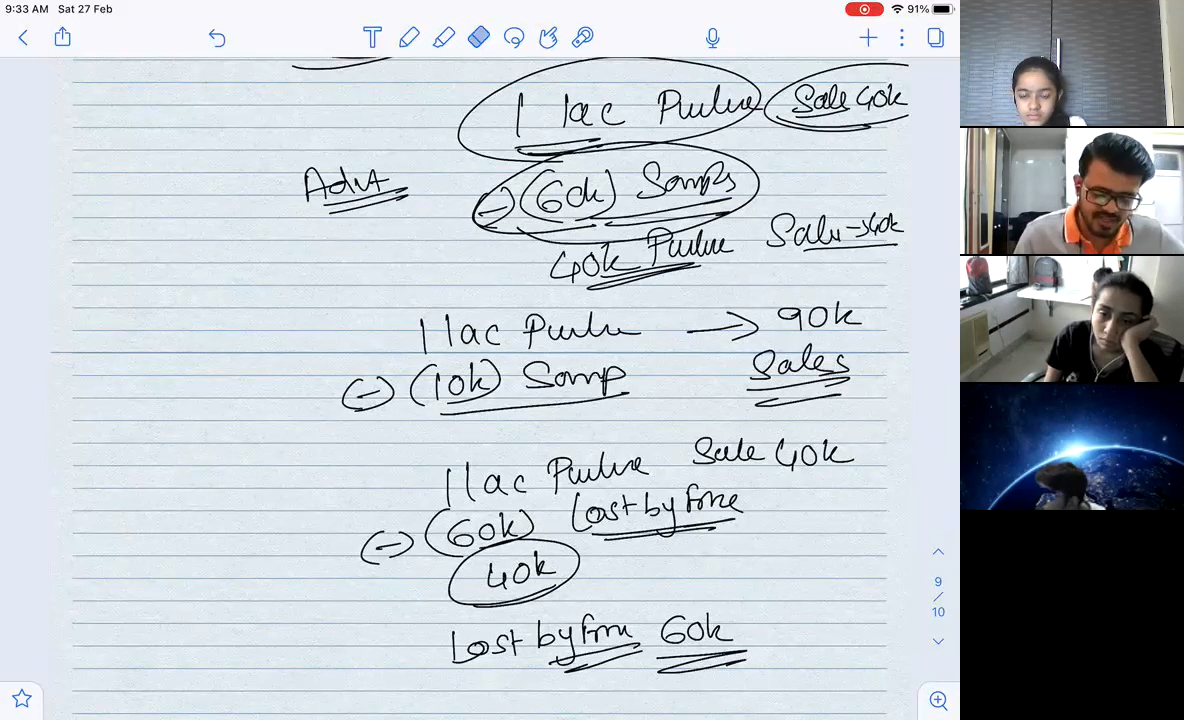 9:33 AM Sat 27 Feb
91%
1 lac Purchase Sale 40k
Advt (-) (60k) Samples
40k Purchase Sales → 40k
1 lac Purchase → 90k
(-) (10k) Samp Sales
1 lac Purchase Sale 40k
(-) (60k) Lost by fire
40k
Lost by fire 60k
9
/
10